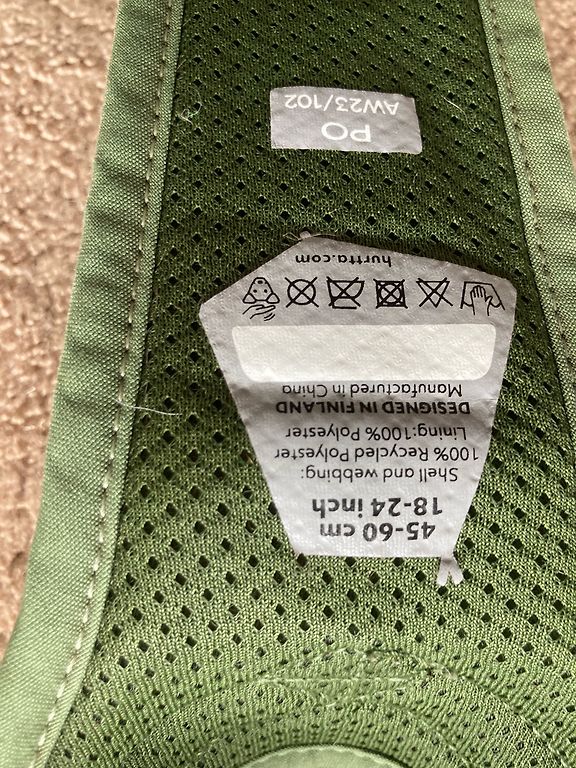 45-60 cm
18-24 inch
Shell and webbing:
100% Recycled Polyester
Lining:100% Polyester
DESIGNED IN FINLAND
Manufactured in China
hurtta.com
PO
AW23/102